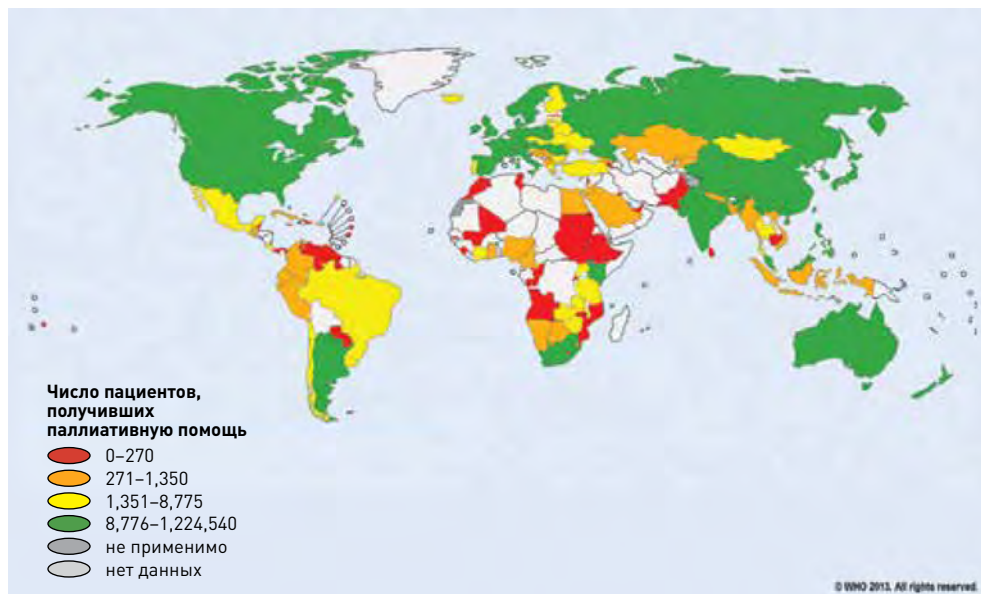 Число пациентов,
получивших
паллиативную помощь
0–270
271–1,350
1,351–8,775
8,776–1,224,540
не применимо
нет данных
© WHO 2013. All rights reserved.